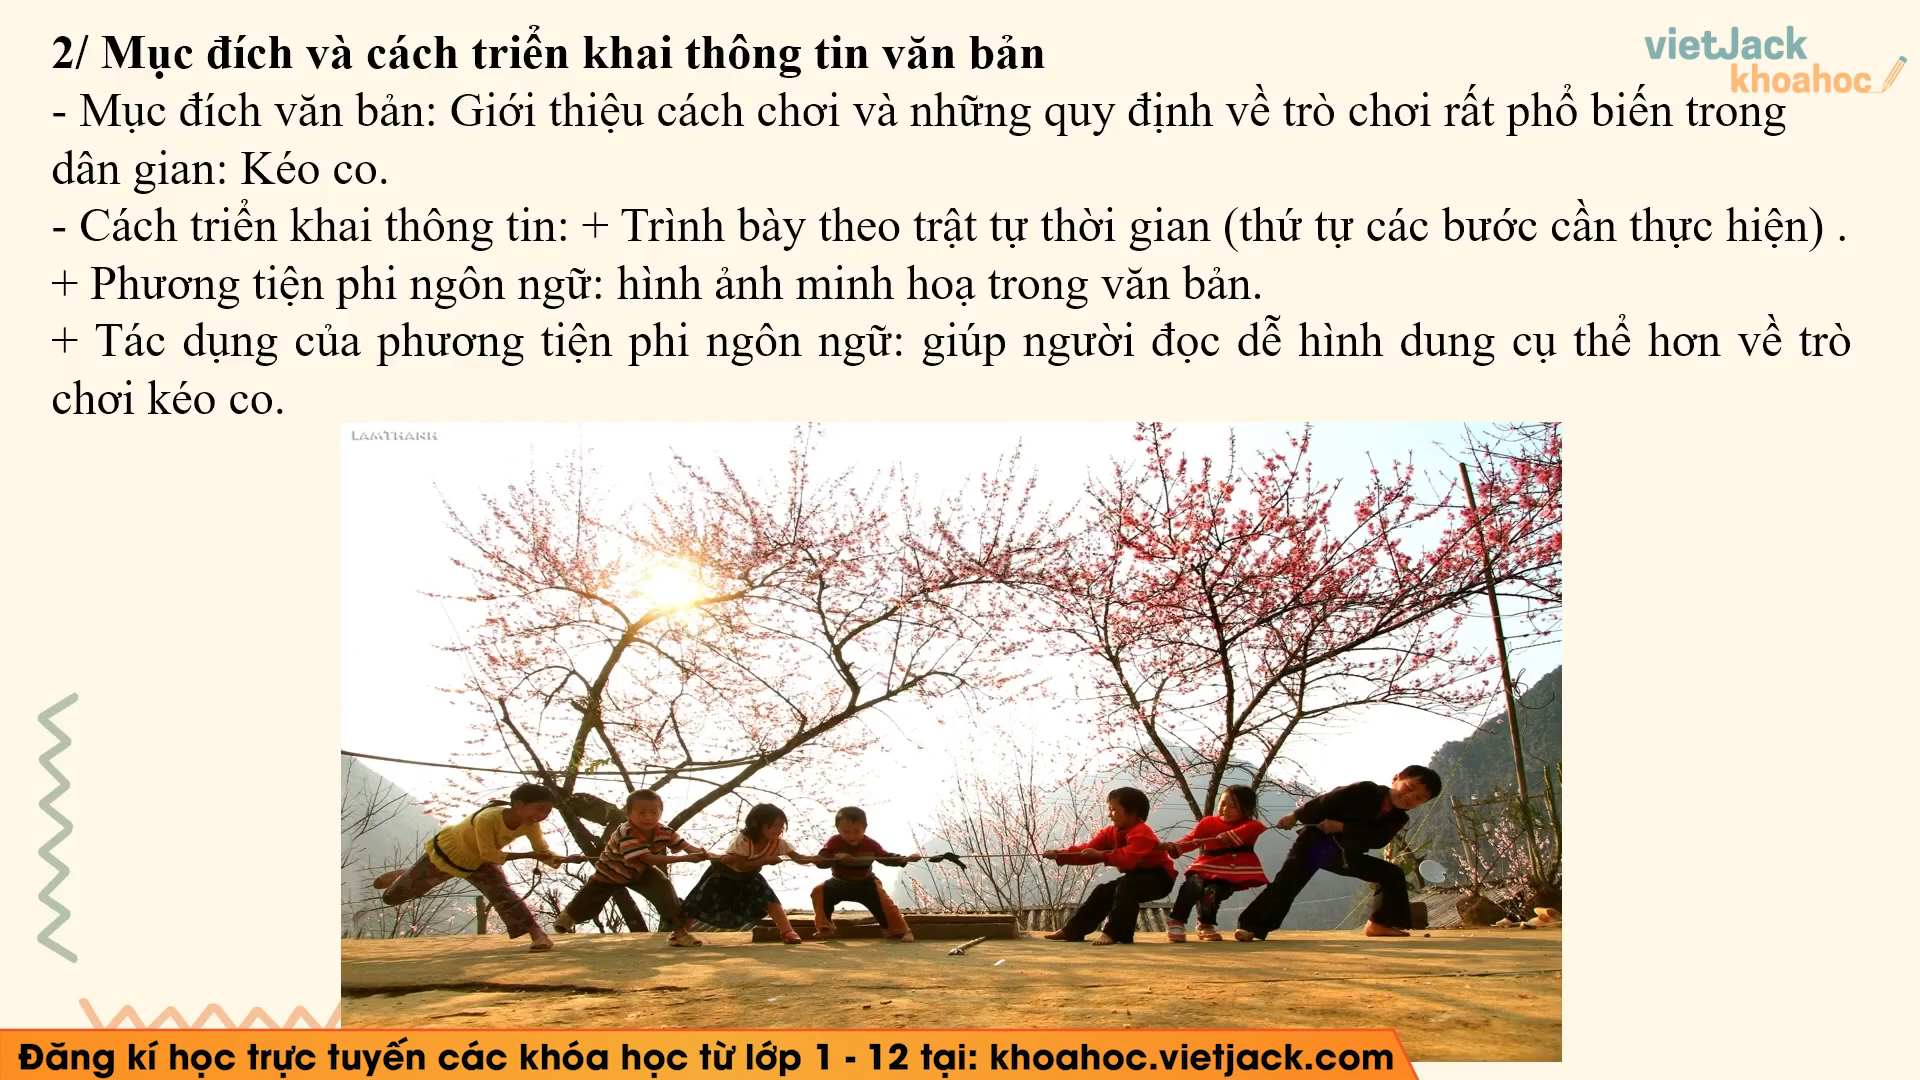 2/ Mục đích và cách triển khai thông tin văn bản
vietJack
khoahoc
- Mục đích văn bản: Giới thiệu cách chơi và những quy định về trò chơi rất phổ biến trong
dân gian: Kéo co.
- Cách triển khai thông tin: + Trình bày theo trật tự thời gian (thứ tự các bước cần thực hiện) .
+ Phương tiện phi ngôn ngữ: hình ảnh minh hoạ trong văn bản.
+ Tác dụng của phương tiện phi ngôn ngữ: giúp người đọc dễ hình dung cụ thể hơn về trò
chơi kéo co.
LAMTHANH
Đăng kí học trực tuyến các khóa học từ lớp 1 - 12 tại: khoahoc.vietjack.com